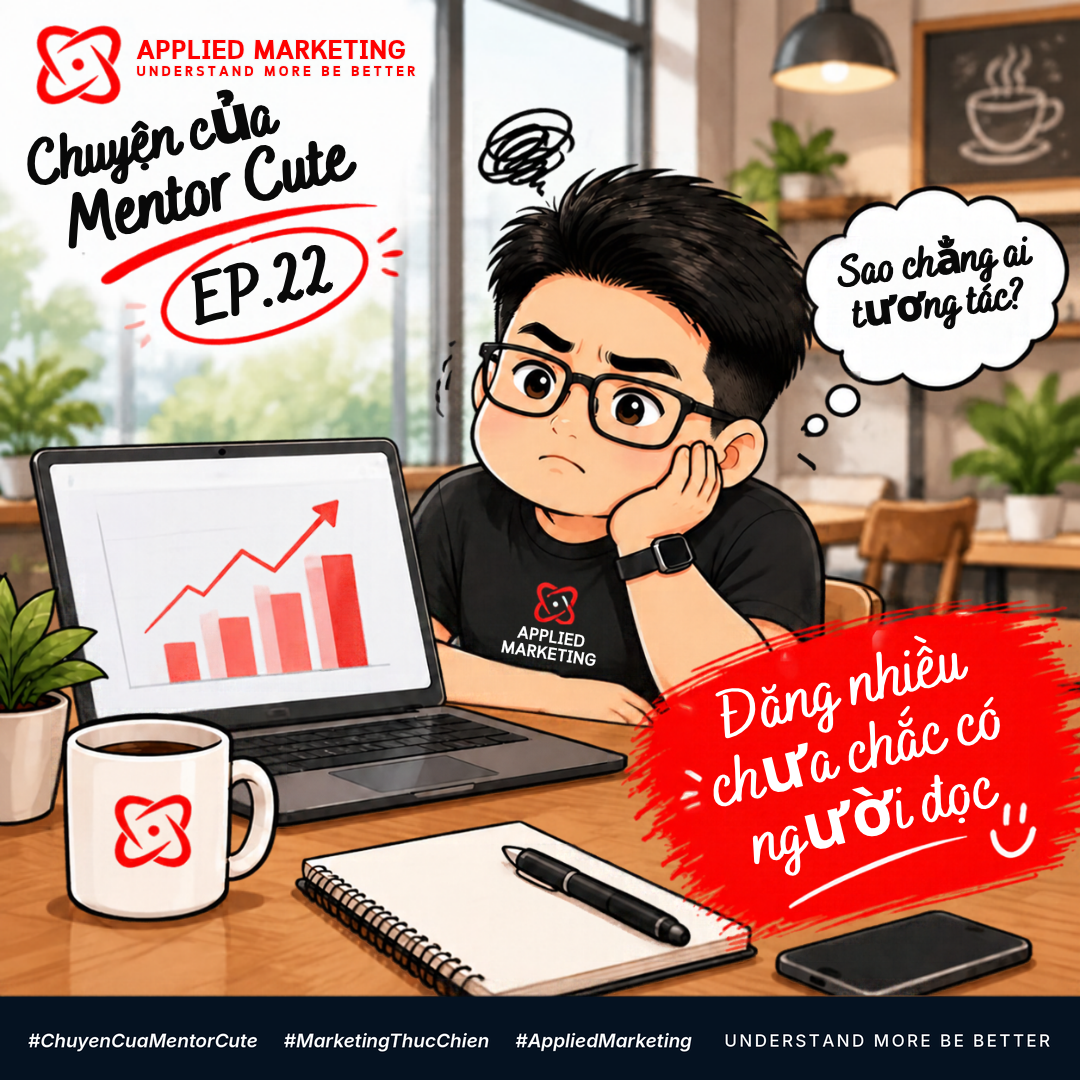 APPLIED MARKETING
UNDERSTAND MORE BE BETTER
Chuyện của
Mentor Cute
EP.22
Sao chẳng ai
tương tác?
APPLIED
MARKETING
Đăng nhiều
chưa chắc có
người đọc
#ChuyenCuaMentorCute #MarketingThucChien #AppliedMarketing UNDERSTAND MORE BE BETTER